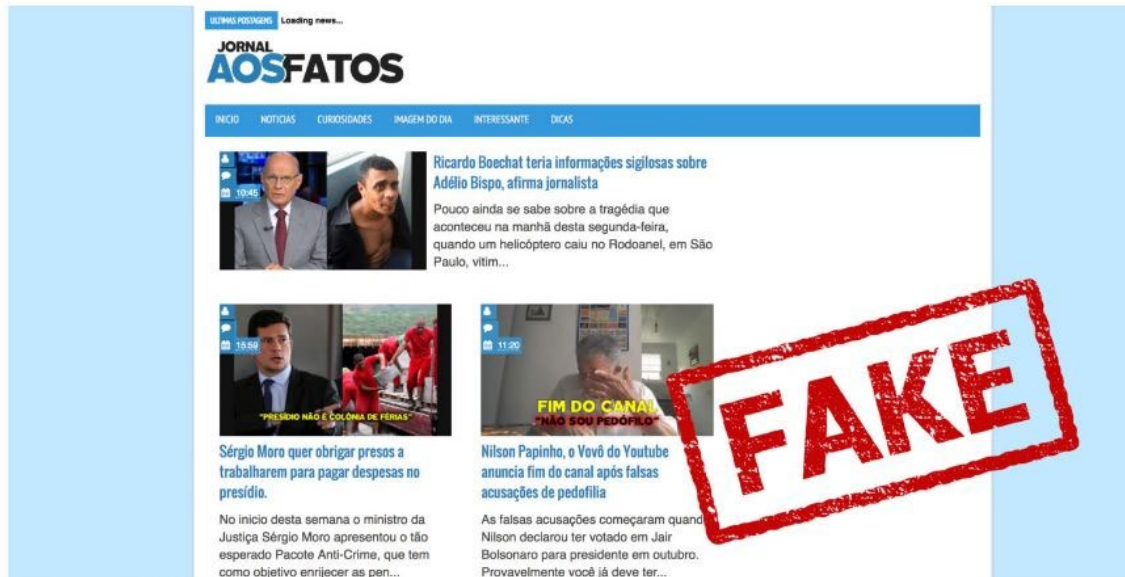 ULTIMAS POSTAGENS Loading news...
JORNAL
AOSFATOS
INICIO NOTICIAS CURIOSIDADES IMAGEM DO DIA INTERESSANTE DICAS
10:45
Ricardo Boechat teria informações sigilosas sobre
Adélio Bispo, afirma jornalista
Pouco ainda se sabe sobre a tragédia que
aconteceu na manhã desta segunda-feira,
quando um helicóptero caiu no Rodoanel, em São
Paulo, vitim...
15:59
"PRESÍDIO NÃO É COLÔNIA DE FÉRIAS"
Sérgio Moro quer obrigar presos a
trabalharem para pagar despesas no
presídio.
No inicio desta semana o ministro da
Justiça Sérgio Moro apresentou o tão
esperado Pacote Anti-Crime, que tem
como objetivo enrijecer as pen...
11:20
FIM DO CANAL
"NÃO SOU PEDÓFILO"
Nilson Papinho, o Vovô do Youtube
anuncia fim do canal após falsas
acusações de pedofilia
As falsas acusações começaram quando
Nilson declarou ter votado em Jair
Bolsonaro para presidente em outubro.
Provavelmente você já deve ter...
FAKE